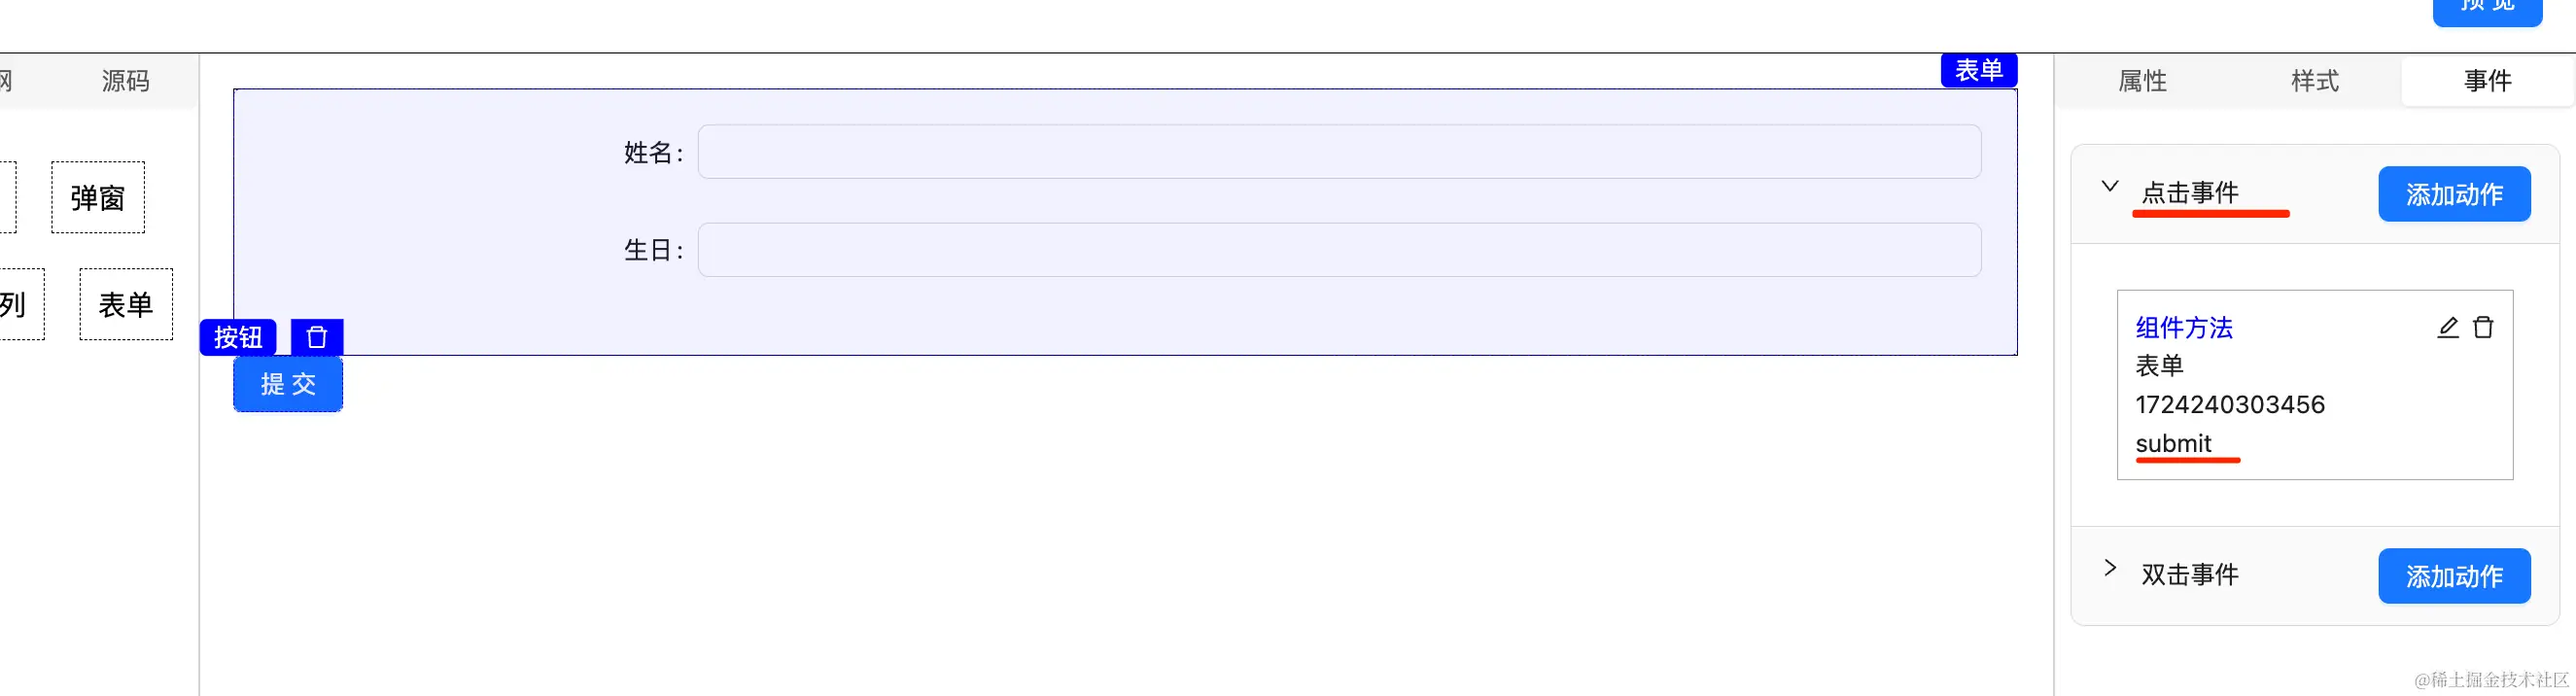 预 览
网
源码
弹窗
列
表单
表单
姓名:
生日:
按钮
提 交
属性
样式
事件
点击事件
添加动作
组件方法
表单
1724240303456
submit
双击事件
添加动作
@稀土掘金技术社区